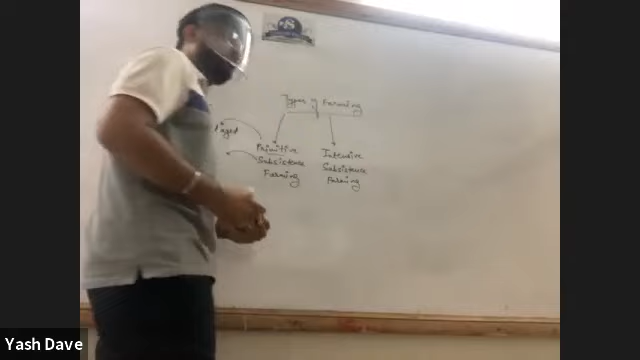 Types of Farming
Primitive
Subsistence
Farming
Intensive
Subsistence
Farming
Yash Dave